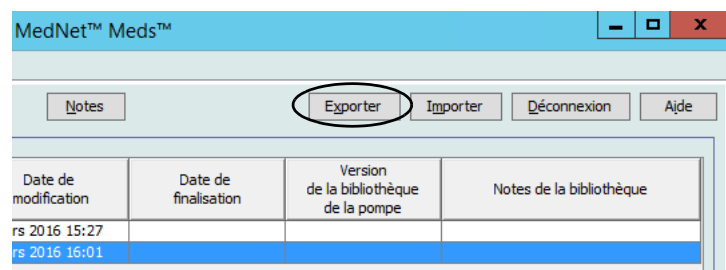 MedNet™ Meds™
Notes Exporter Importer Déconnexion Aide
Date de modification
Date de finalisation
Version de la bibliothèque de la pompe
Notes de la bibliothèque
rs 2016 15:27
rs 2016 16:01